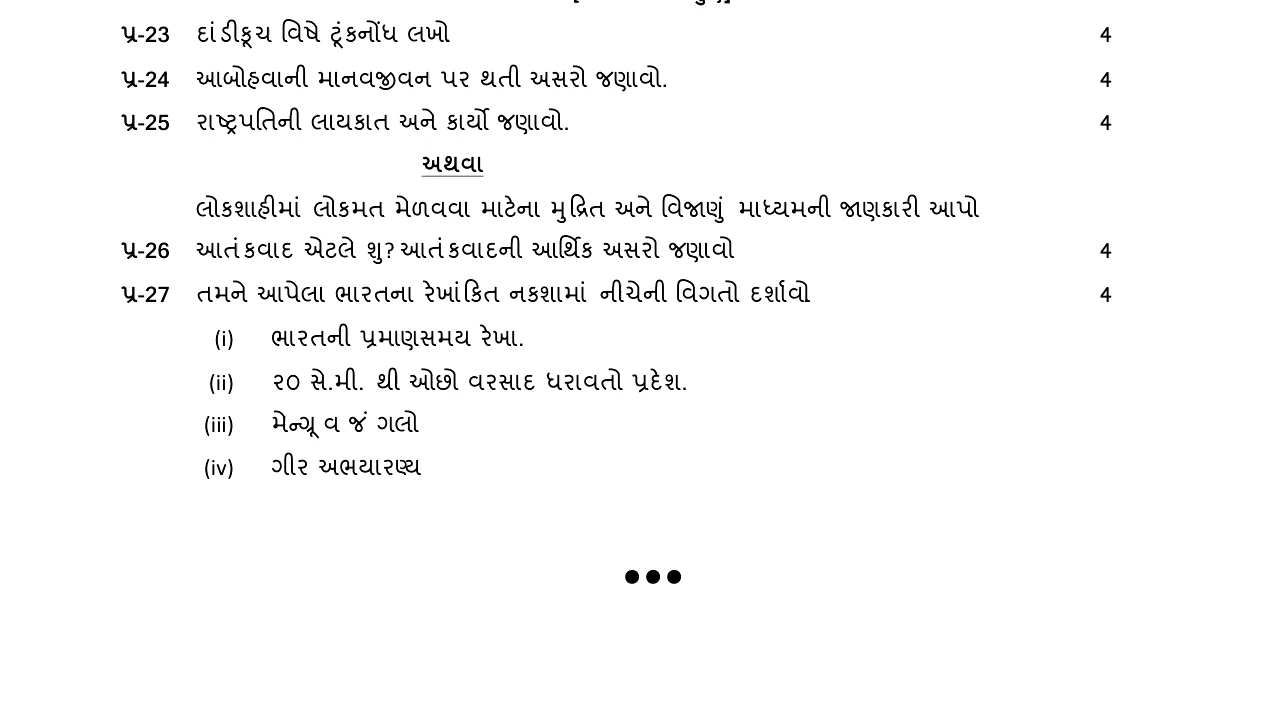 પ્ર-23 દાંડીકૂચ વિષે ટૂંકનોંધ લખો 4
પ્ર-24 આબોહવાની માનવજીવન પર થતી અસરો જણાવો. 4
પ્ર-25 રાષ્ટ્રપતિની લાયકાત અને કાર્યો જણાવો. 4
અથવા
લોકશાહીમાં લોકમત મેળવવા માટેના મુદ્રિત અને વિજાણું માધ્યમની જાણકારી આપો
પ્ર-26 આતંકવાદ એટલે શુ? આતંકવાદની આર્થિક અસરો જણાવો 4
પ્ર-27 તમને આપેલા ભારતના રેખાંકિત નકશામાં નીચેની વિગતો દર્શાવો 4
(i) ભારતની પ્રમાણસમય રેખા.
(ii) ૨૦ સે.મી. થી ઓછો વરસાદ ધરાવતો પ્રદેશ.
(iii) મેન્ગ્રૂવ જંગલો
(iv) ગીર અભયારણ્ય
•••